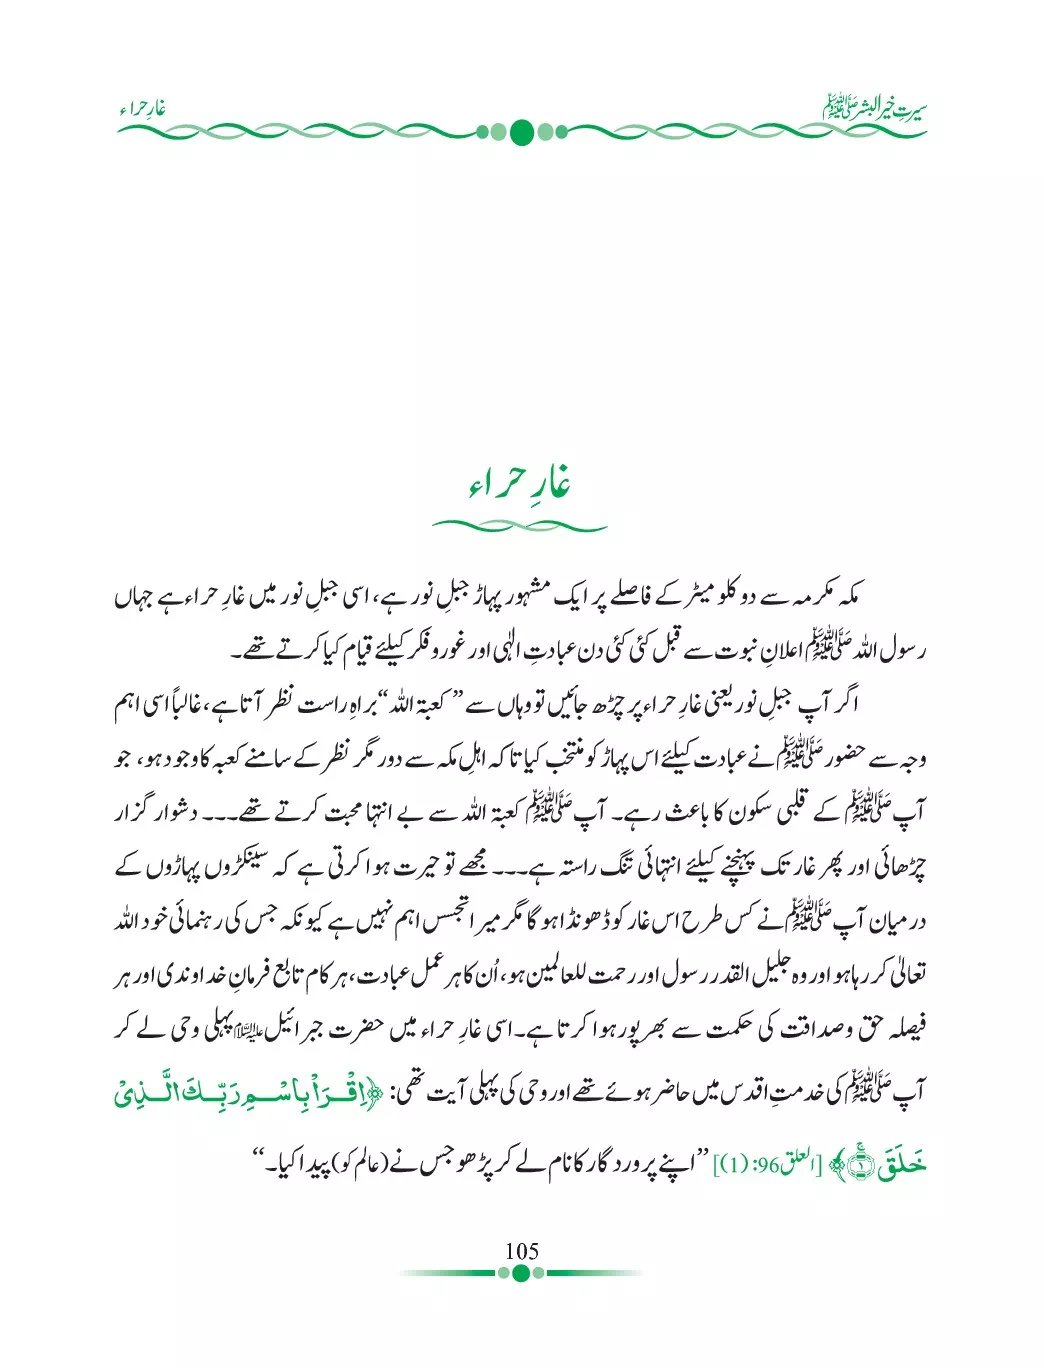 سیرتِ خیر البشر ﷺ
غارِ حراء
غارِ حراء
مکہ مکرمہ سے دو کلو میٹر کے فاصلے پر ایک مشہور پہاڑ جبلِ نور ہے، اسی جبلِ نور میں غارِ حراء ہے جہاں
رسول اللہ ﷺ اعلانِ نبوت سے قبل کئی کئی دن عبادتِ الٰہی اور غورو فکر کیلئے قیام کیا کرتے تھے۔
اگر آپ جبلِ نور یعنی غارِ حراء پر چڑھ جائیں تو وہاں سے ”کعبۃ اللہ“ براہِ راست نظر آتا ہے، غالباً اسی اہم
وجہ سے حضور ﷺ نے عبادت کیلئے اس پہاڑ کو منتخب کیا تاکہ اہلِ مکہ سے دور مگر نظر کے سامنے کعبہ کا وجود ہو، جو
آپ ﷺ کے قلبی سکون کا باعث رہے۔ آپ ﷺ کعبۃ اللہ سے بے انتہا محبت کرتے تھے۔۔۔ دشوار گزار
چڑھائی اور پھر غار تک پہنچنے کیلئے انتہائی تنگ راستہ ہے۔۔۔ مجھے تو حیرت ہوا کرتی ہے کہ سینکڑوں پہاڑوں کے
درمیان آپ ﷺ نے کس طرح اس غار کو ڈھونڈا ہو گا مگر میرا تجسس اہم نہیں ہے کیونکہ جس کی رہنمائی خود اللہ
تعالیٰ کر رہا ہو اور وہ جلیل القدر رسول اور رحمت للعالمین ہو، اُن کا ہر عمل عبادت، ہر کام تابع فرمانِ خداوندی اور ہر
فیصلہ حق وصداقت کی حکمت سے بھرپور ہوا کرتا ہے۔ اسی غارِ حراء میں حضرت جبرائیل علیہ السلام پہلی وحی لے کر
آپ ﷺ کی خدمتِ اقدس میں حاضر ہوئے تھے اور وحی کی پہلی آیت تھی: ﴿اِقْرَاْ بِاسْمِ رَبِّكَ الَّذِىْ
خَلَقَ ۚ‏ ﴿۱﴾ [العلق96: (1)] ”اپنے پروردگار کا نام لے کر پڑھو جس نے (عالم کو) پیدا کیا۔“
105